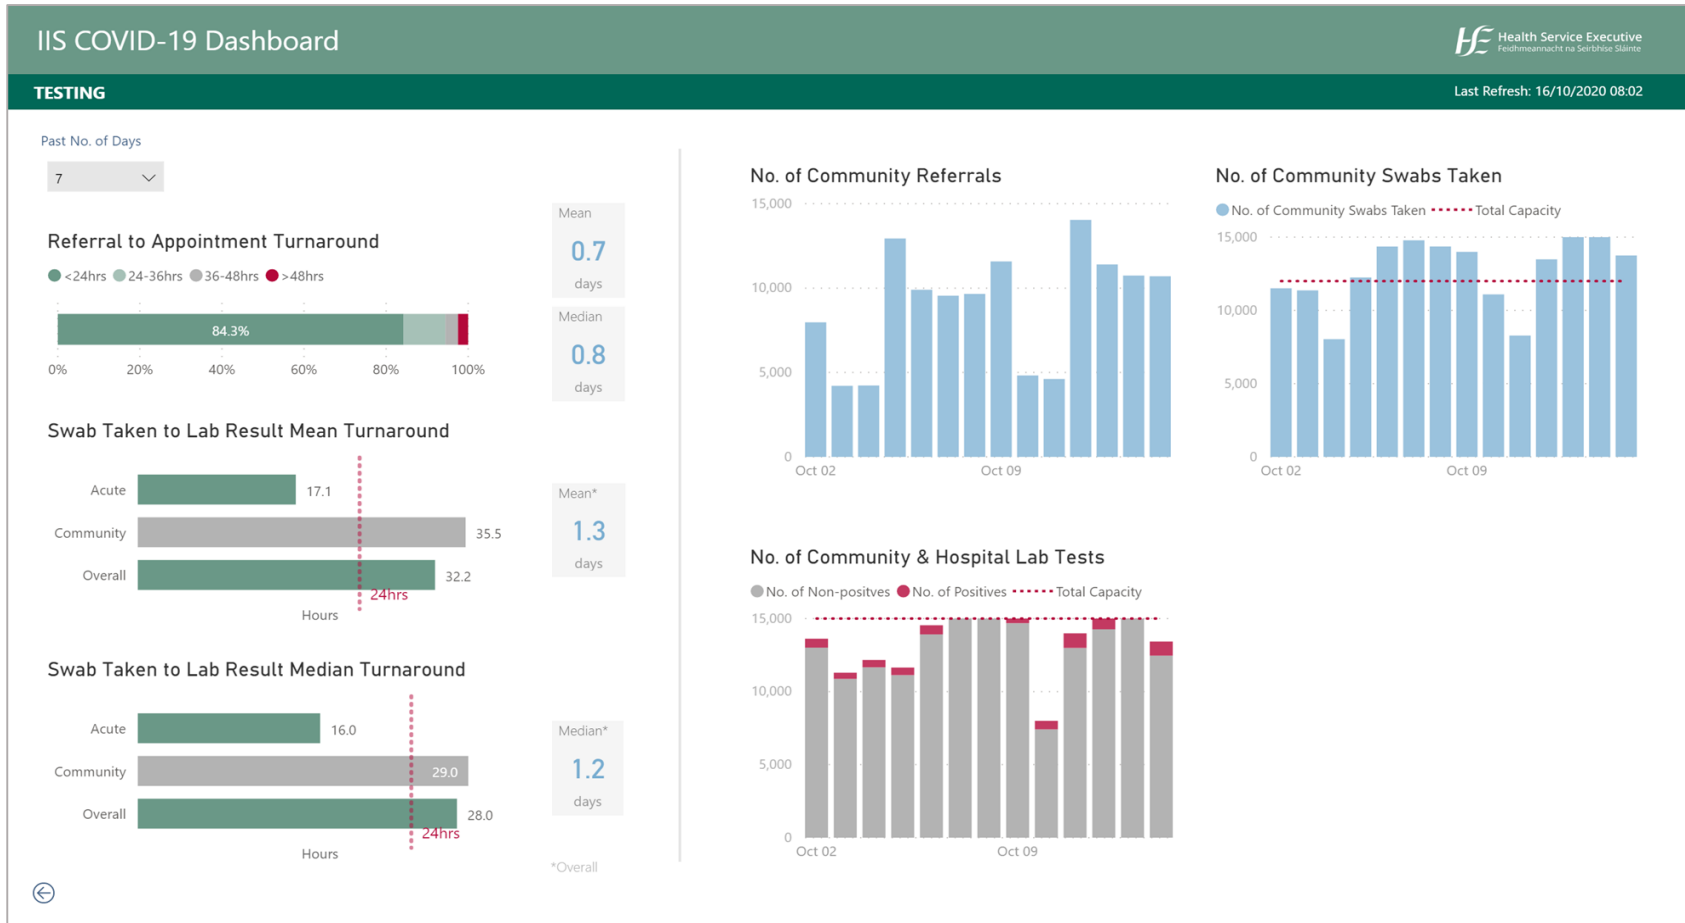 IIS COVID-19 Dashboard
Health Service Executive
Feidhmeannacht na Seirbhíse Sláinte
TESTING
Last Refresh: 16/10/2020 08:02
Past No. of Days
7
Referral to Appointment Turnaround
<24hrs 24-36hrs 36-48hrs >48hrs
84.3%
0% 20% 40% 60% 80% 100%
Mean
0.7
days
Median
0.8
days
Swab Taken to Lab Result Mean Turnaround
Acute 17.1
Community 35.5
Overall 32.2
24hrs
Hours
Mean*
1.3
days
Swab Taken to Lab Result Median Turnaround
Acute 16.0
Community 29.0
Overall 28.0
24hrs
Hours
Median*
1.2
days
*Overall
No. of Community Referrals
15,000
10,000
5,000
0
Oct 02 Oct 09
No. of Community Swabs Taken
No. of Community Swabs Taken Total Capacity
15,000
10,000
5,000
0
Oct 02 Oct 09
No. of Community & Hospital Lab Tests
No. of Non-positves No. of Positives Total Capacity
15,000
10,000
5,000
0
Oct 02 Oct 09